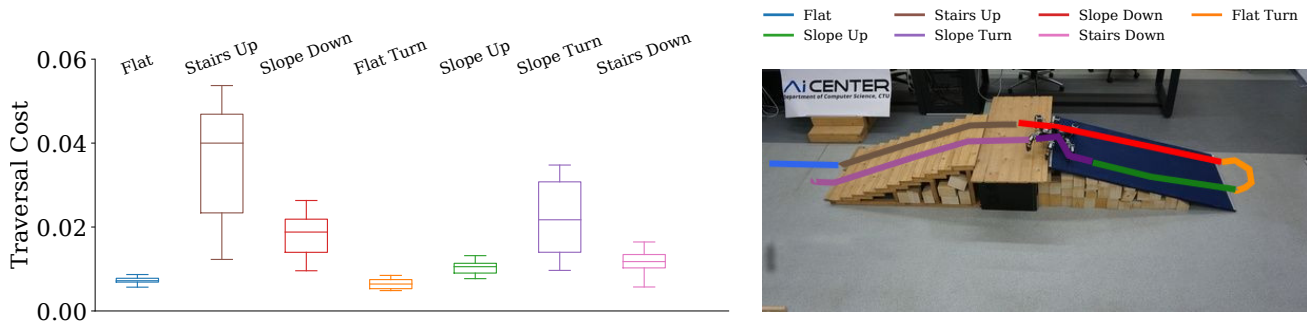 Flat
Stairs Up
Slope Down
Flat Turn
Slope Up
Slope Turn
Stairs Down
Traversal Cost
0.06
0.04
0.02
0.00
Flat
Stairs Up
Slope Down
Flat Turn
Slope Up
Slope Turn
Stairs Down
Ai CENTER
Department of Computer Science, CTU